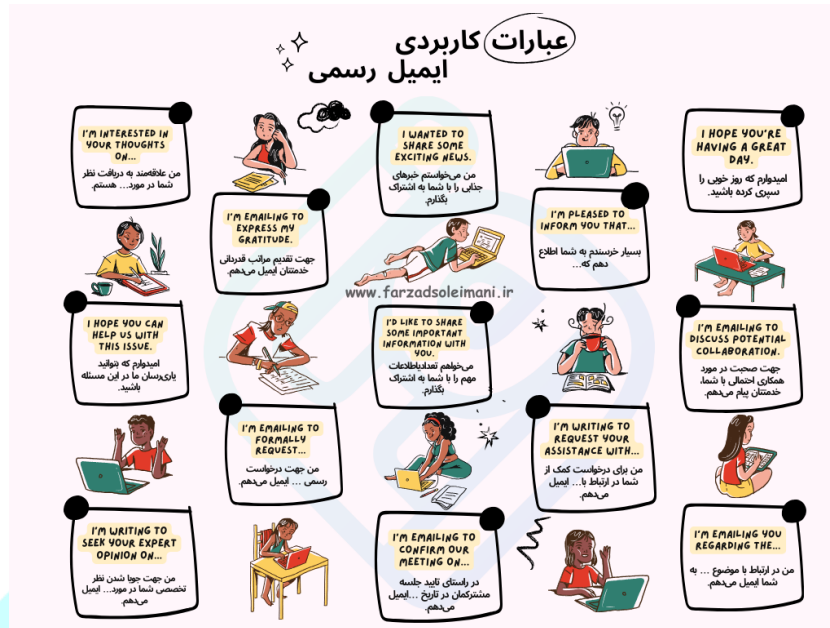 عبارات کاربردی
ایمیل رسمی
I'M INTERESTED IN
YOUR THOUGHTS
ON...
من علاقه‌مند به دریافت نظر
شما در مورد... هستم.
I WANTED TO
SHARE SOME
EXCITING NEWS.
من می‌خواستم خبرهای
جذابی را با شما به اشتراک
بگذارم.
I HOPE YOU'RE
HAVING A GREAT
DAY.
امیدوارم که روز خوبی را
سپری کرده باشید.
I'M EMAILING TO
EXPRESS MY
GRATITUDE.
جهت تقدیم مراتب قدردانی
خدمتتان ایمیل می‌دهم.
I'M PLEASED TO
INFORM YOU THAT...
بسیار خرسندم به شما اطلاع
دهم که...
www.farzadsoleimani.ir
I HOPE YOU CAN
HELP US WITH
THIS ISSUE.
امیدوارم که بتوانید
یاری‌رسان ما در این مسئله
باشید.
I'D LIKE TO SHARE
SOME IMPORTANT
INFORMATION WITH
YOU.
می‌خواهم تعدادیاطلاعات
مهم را با شما به اشتراک
بگذارم.
I'M EMAILING TO
DISCUSS POTENTIAL
COLLABORATION.
جهت صحبت در مورد
همکاری احتمالی با شما،
خدمتتان پیام می‌دهم.
I'M EMAILING TO
FORMALLY
REQUEST...
من جهت درخواست
رسمی ... ایمیل می‌دهم.
I'M WRITING TO
REQUEST YOUR
ASSISTANCE WITH...
من برای درخواست کمک از
شما در ارتباط با... ایمیل
می‌دهم.
I'M WRITING TO
SEEK YOUR EXPERT
OPINION ON...
من جهت جویا شدن نظر
تخصصی شما در مورد... ایمیل
می‌دهم.
I'M EMAILING TO
CONFIRM OUR
MEETING ON...
در راستای تایید جلسه
مشترکمان در تاریخ ...ایمیل
می‌دهم.
I'M EMAILING YOU
REGARDING THE...
من در ارتباط با موضوع ... به
شما ایمیل می‌دهم.